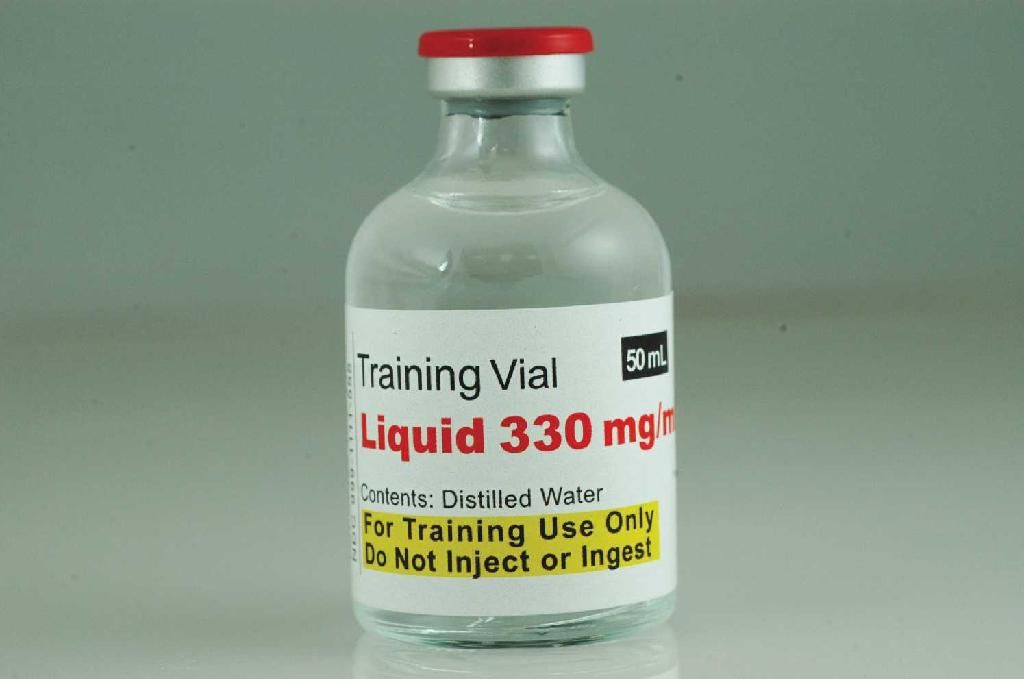 Training Vial
50 mL
Liquid 330 mg/m
Contents: Distilled Water
For Training Use Only
Do Not Inject or Ingest
NDC